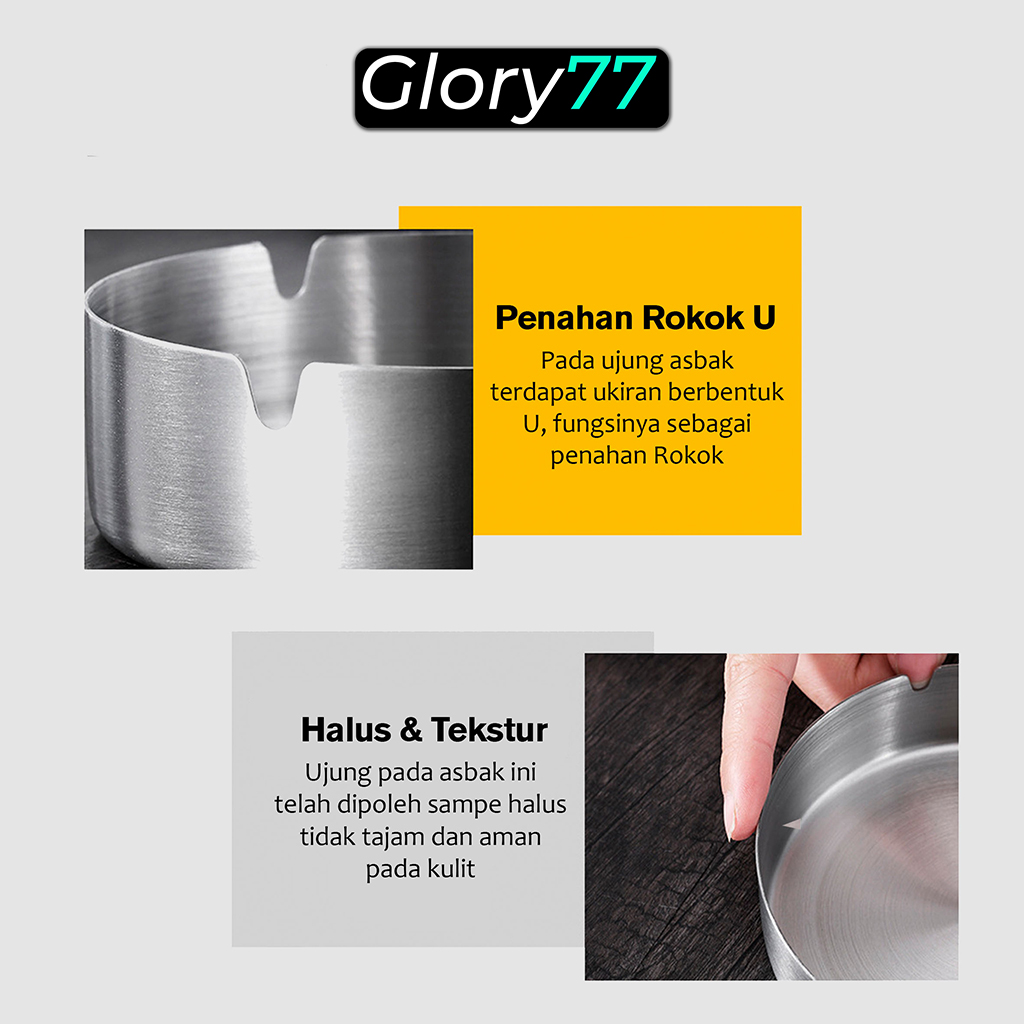 Glory77
Penahan Rokok U
Pada ujung asbak
terdapat ukiran berbentuk
U, fungsinya sebagai
penahan Rokok
Halus & Tekstur
Ujung pada asbak ini
telah dipoleh sampe halus
tidak tajam dan aman
pada kulit